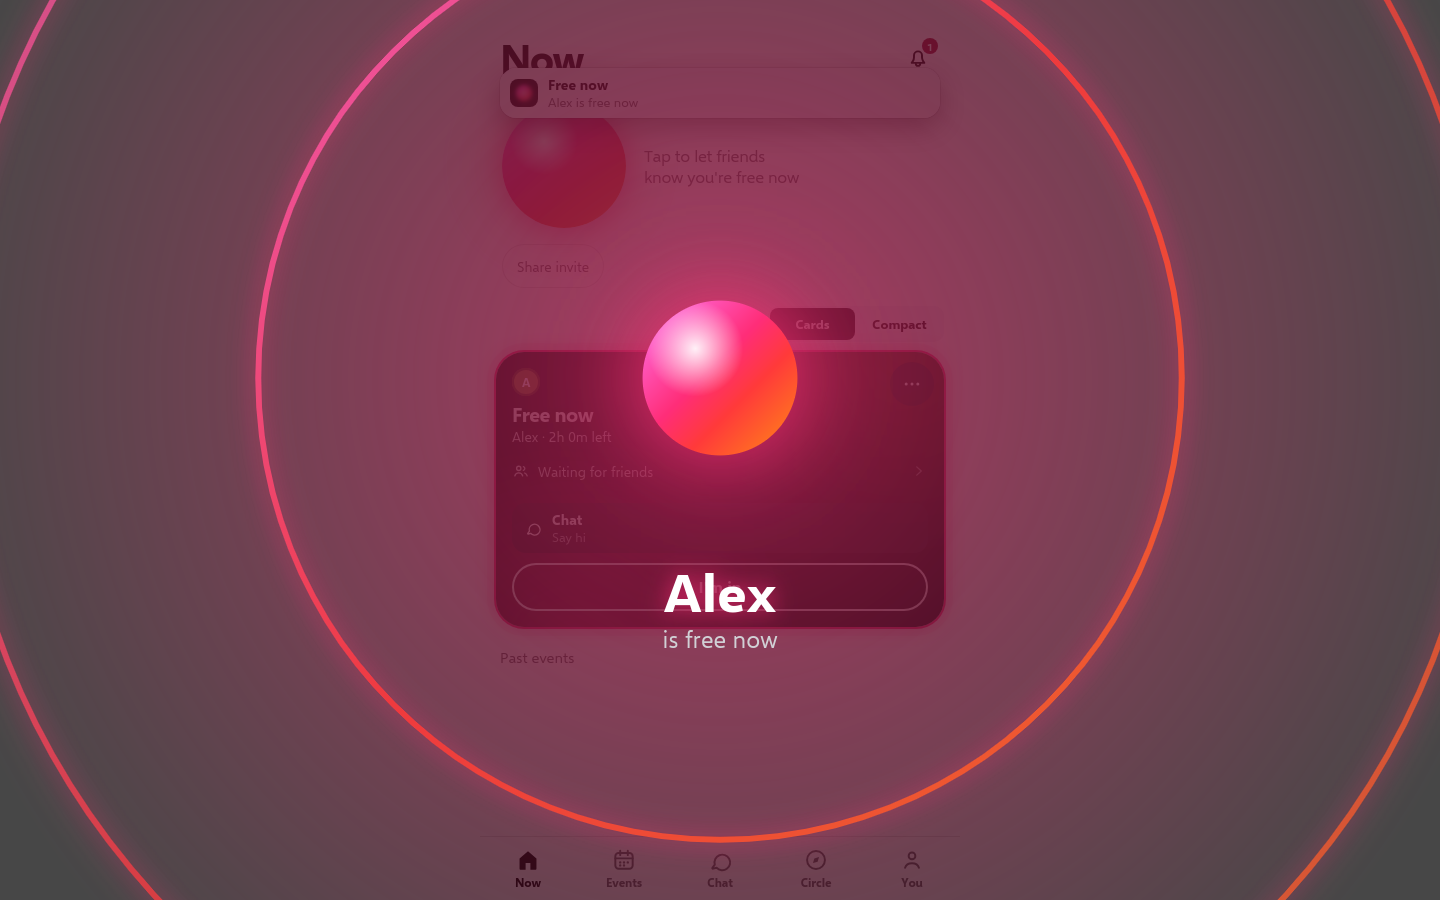 Now
1
Free now
Alex is free now
Tap to let friends
know you're free now
Share invite
Cards
Compact
A
Free now
Alex · 2h 0m left
Waiting for friends
Chat
Say hi
Alex
is free now
Past events
Now
Events
Chat
Circle
You